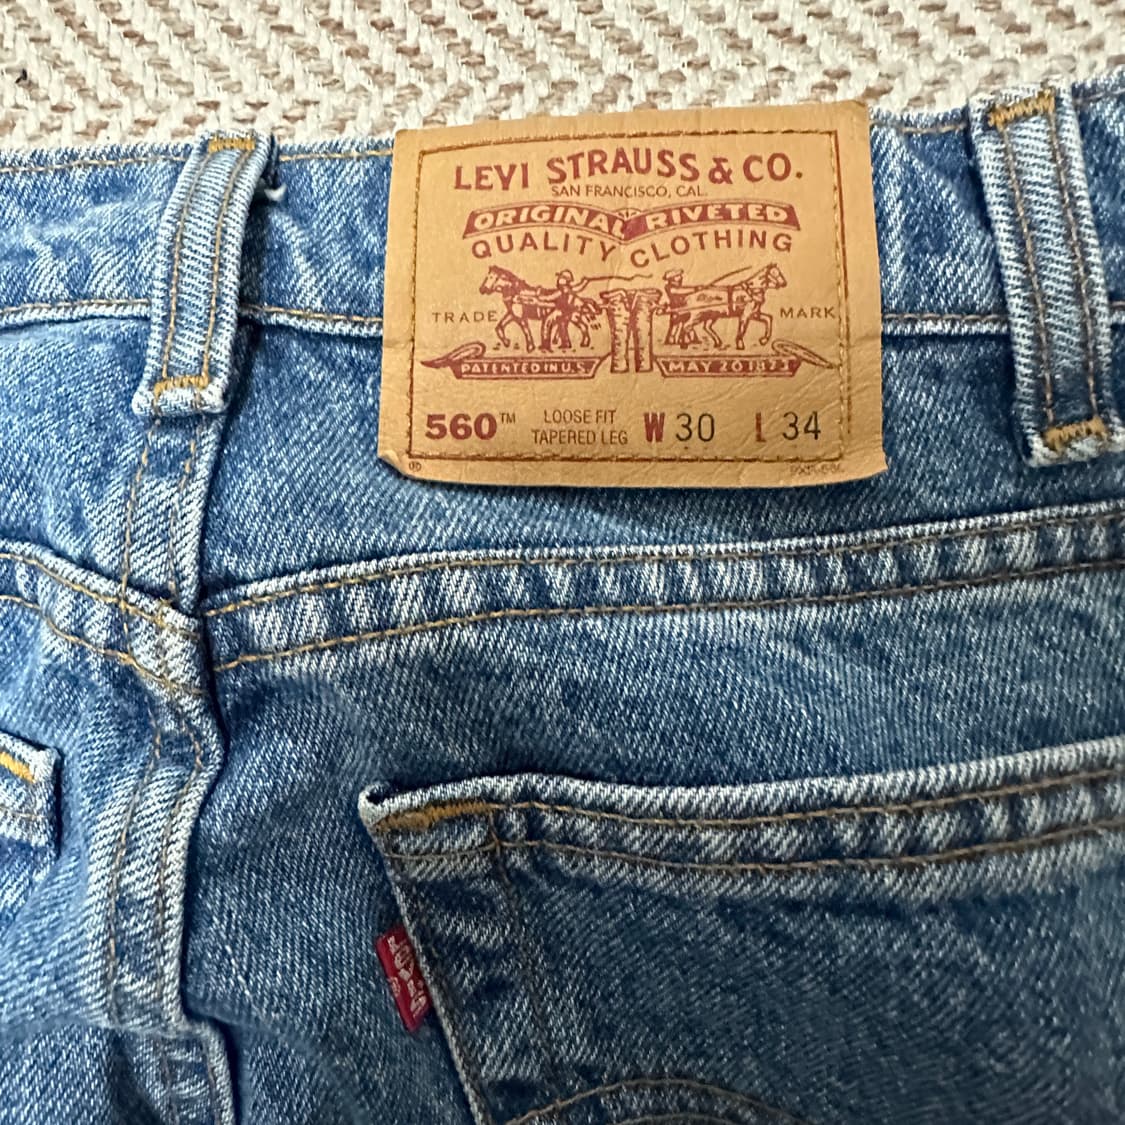 LEVI STRAUSS & CO.
SAN FRANCISCO, CAL.
ORIGINAL RIVETED
QUALITY CLOTHING
TRADE MARK
PATENTED IN U.S. MAY 20 1873
560™ LOOSE FIT TAPERED LEG W 30 L 34
®
LEVI'S
®